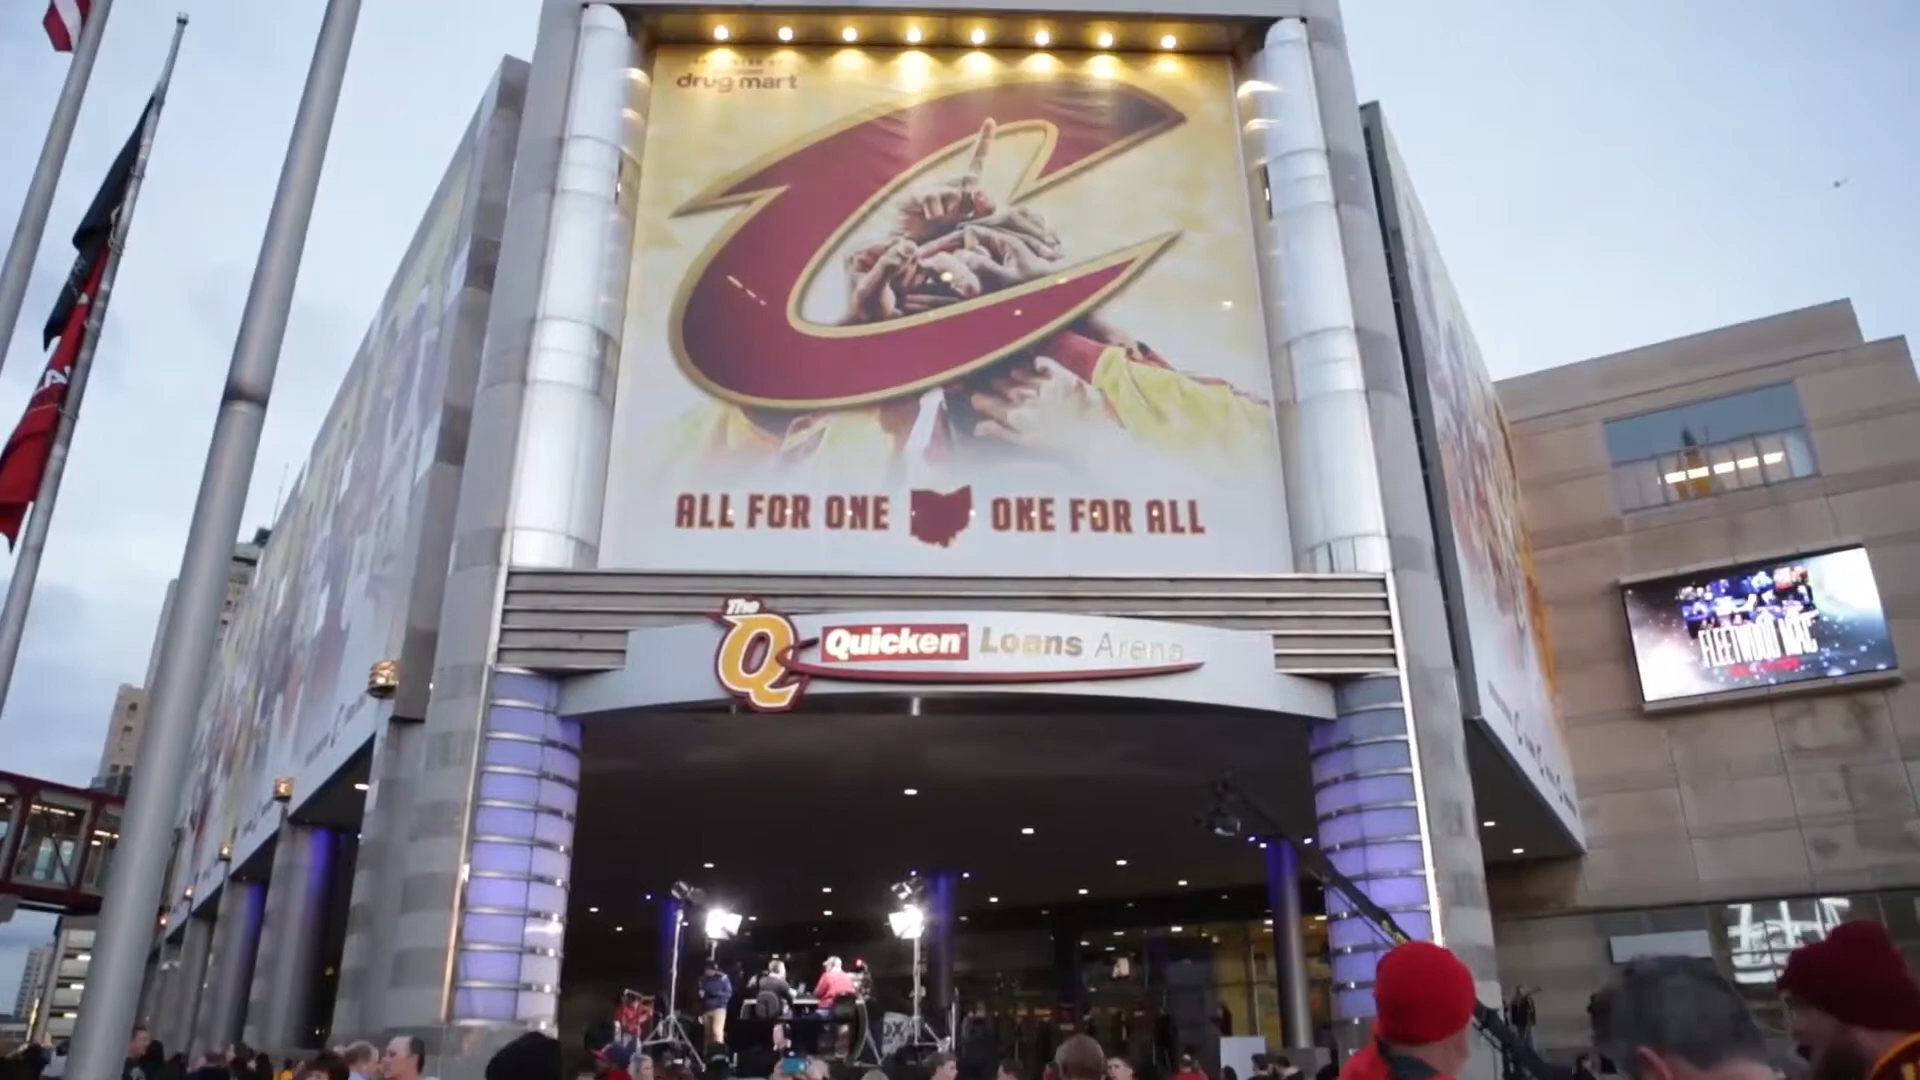 drug mart
ALL FOR ONE ONE FOR ALL
The Q Quicken Loans Arena
FLEETWOOD MAC